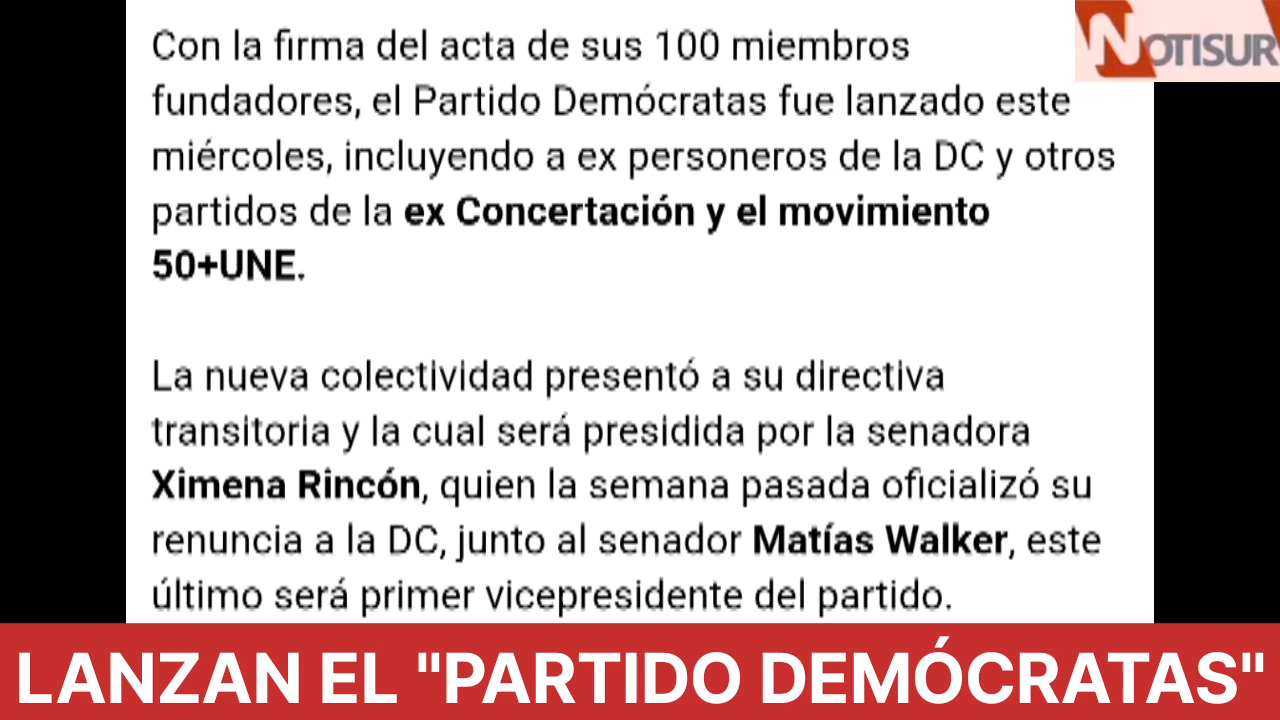 NOTISUR
Con la firma del acta de sus 100 miembros
fundadores, el Partido Demócratas fue lanzado este
miércoles, incluyendo a ex personeros de la DC y otros
partidos de la ex Concertación y el movimiento
50+UNE.
La nueva colectividad presentó a su directiva
transitoria y la cual será presidida por la senadora
Ximena Rincón, quien la semana pasada oficializó su
renuncia a la DC, junto al senador Matías Walker, este
último será primer vicepresidente del partido.
LANZAN EL "PARTIDO DEMÓCRATAS"